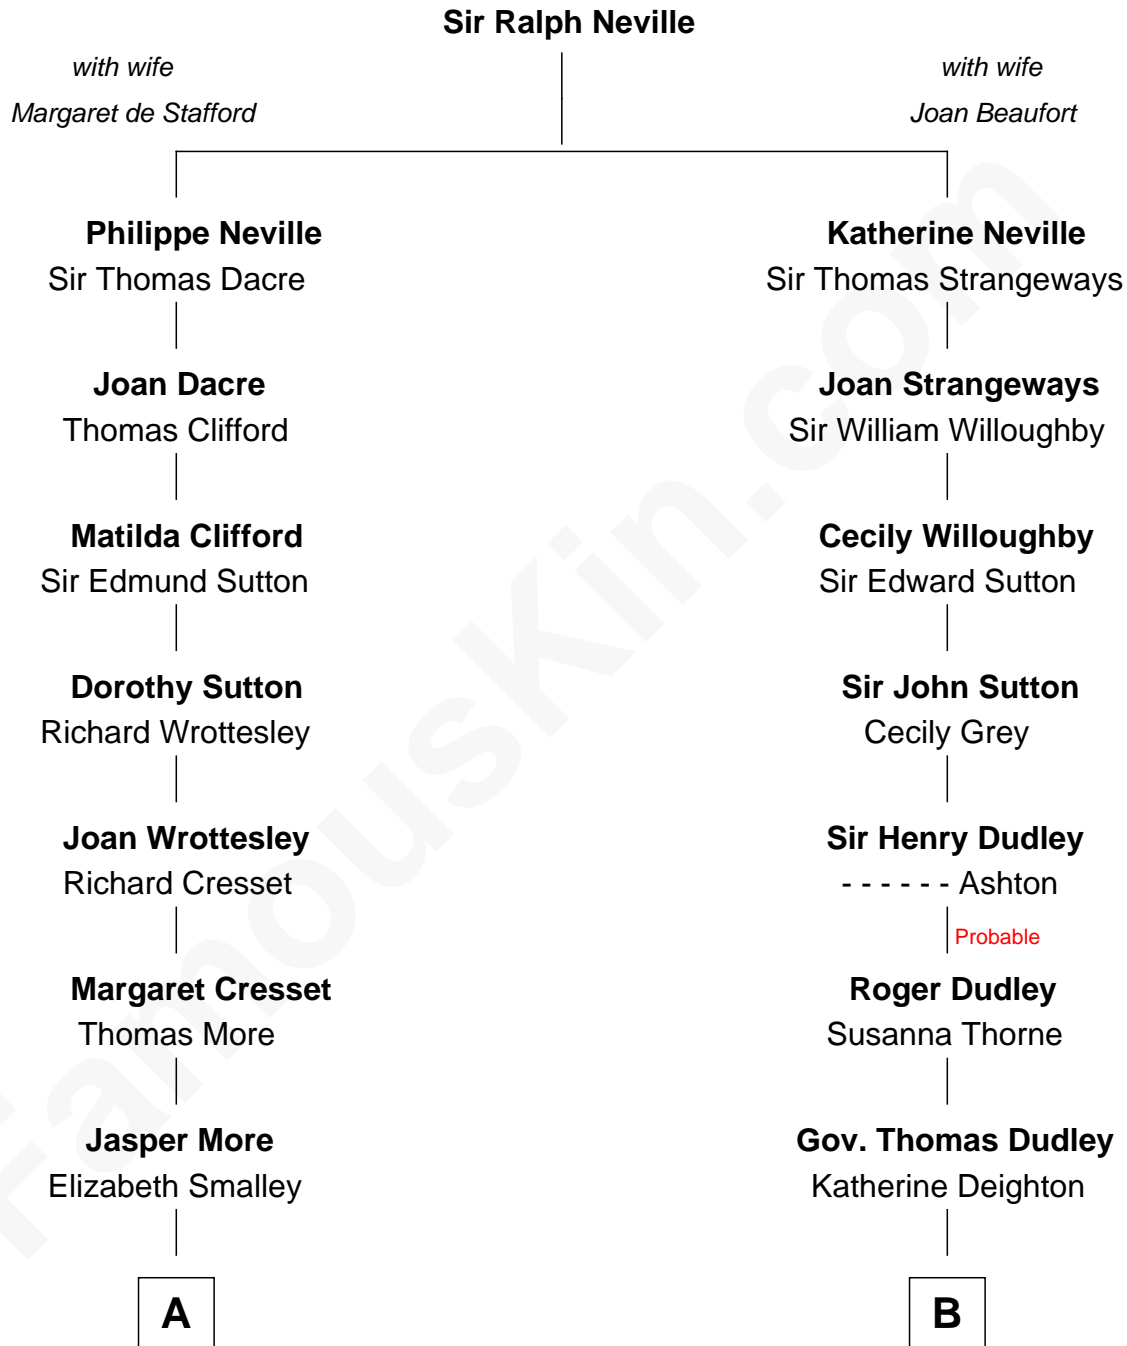 Sir Ralph Neville
with wife
Margaret de Stafford
with wife
Joan Beaufort
Philippe Neville
Sir Thomas Dacre
Katherine Neville
Sir Thomas Strangeways
Joan Dacre
Thomas Clifford
Joan Strangeways
Sir William Willoughby
Matilda Clifford
Sir Edmund Sutton
Cecily Willoughby
Sir Edward Sutton
Dorothy Sutton
Richard Wrottesley
Sir John Sutton
Cecily Grey
Joan Wrottesley
Richard Cresset
Sir Henry Dudley
- - - - - - Ashton
Probable
Margaret Cresset
Thomas More
Roger Dudley
Susanna Thorne
Jasper More
Elizabeth Smalley
Gov. Thomas Dudley
Katherine Deighton
A
B
FamousKin.com